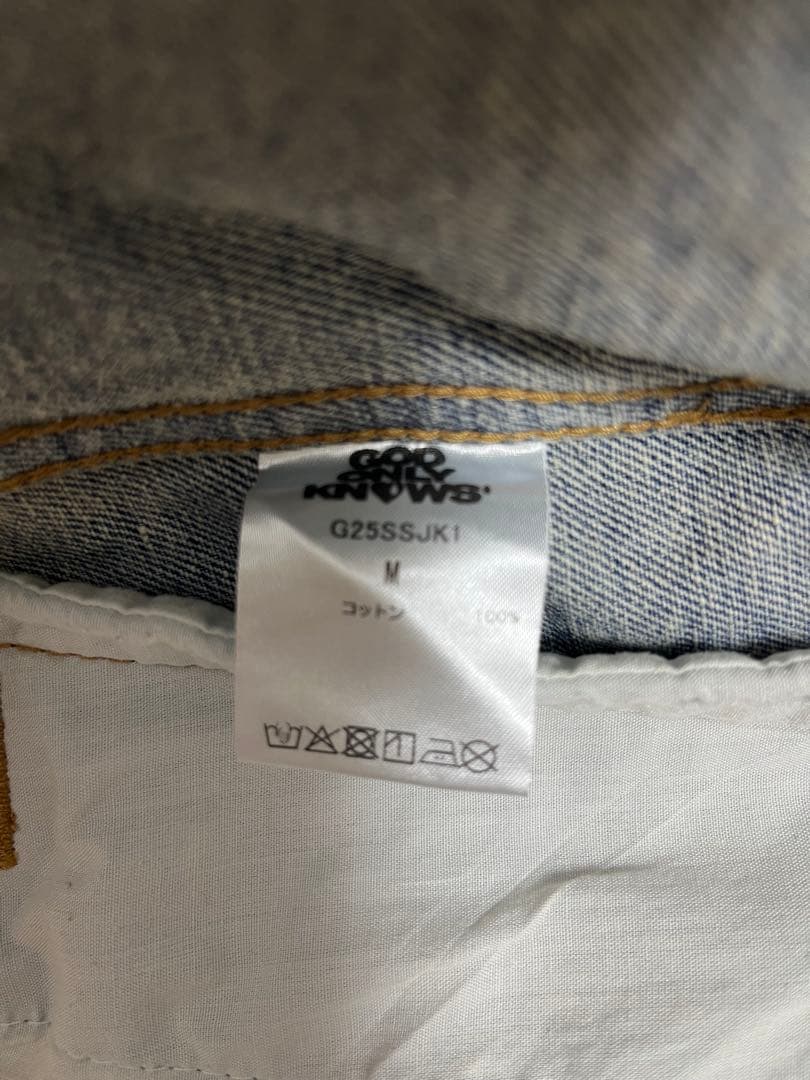 GOD
ONLY
KNOWS
G25SSJK1
M
コットン 100%